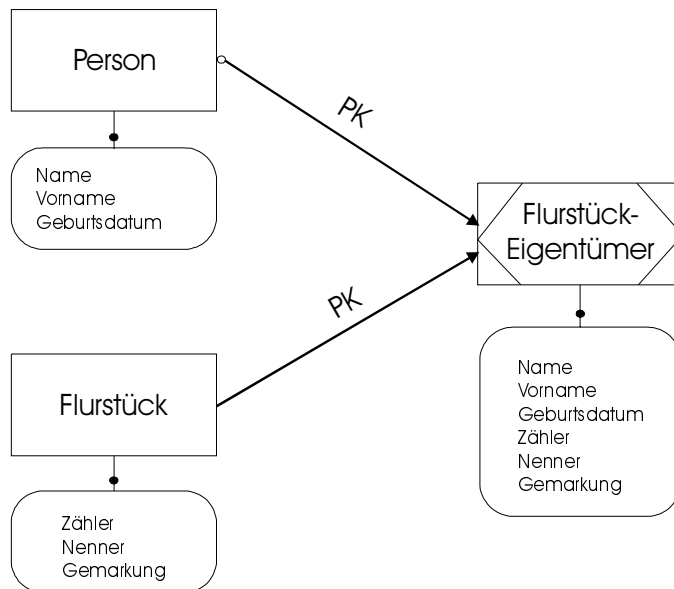 Person
PK
Name
Vorname
Geburtsdatum
Flurstück-
Eigentümer
PK
Flurstück
Name
Vorname
Geburtsdatum
Zähler
Nenner
Gemarkung
Zähler
Nenner
Gemarkung